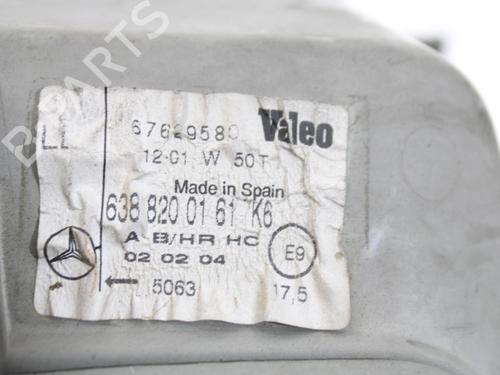 B PARTS
LL 67629580 Valeo
12-01 W 50T
Made in Spain
638 820 01 61 K6
A B/HR HC
02 02 04
E9
5063
17,5